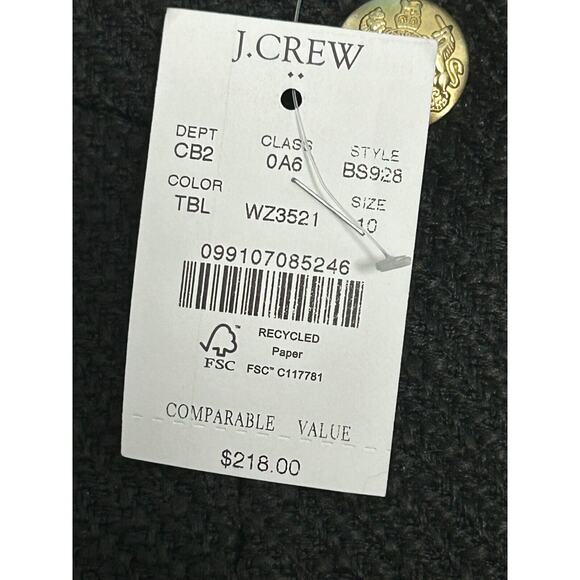 J.CREW
DEPT CLASS STYLE
CB2 0A6 BS928
COLOR SIZE
TBL WZ3521 10
099107085246
RECYCLED
Paper
FSC FSC™ C117781
COMPARABLE VALUE
$218.00